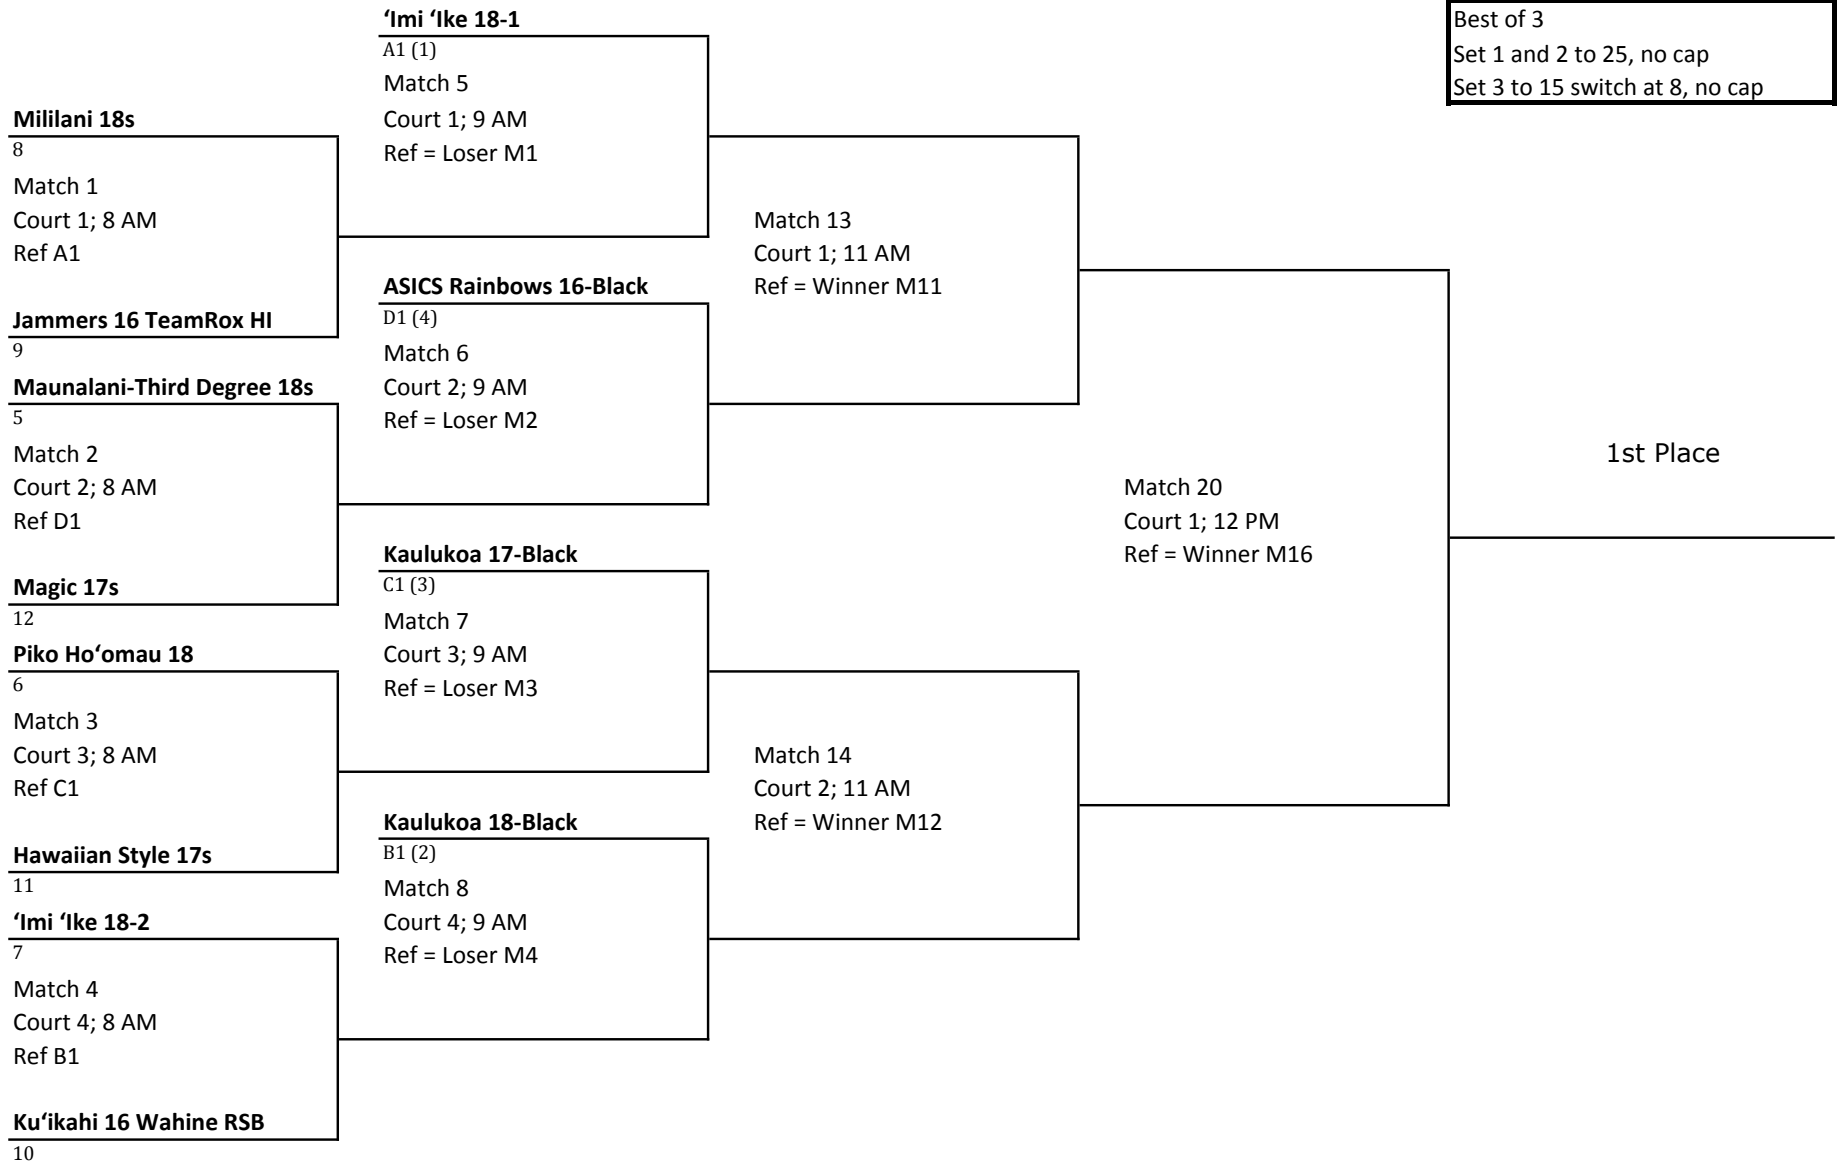 Best of 3
Set 1 and 2 to 25, no cap
Set 3 to 15 switch at 8, no cap
Mililani 18s
8
Match 1
Court 1; 8 AM
Ref A1
Jammers 16 TeamRox HI
9
Maunalani-Third Degree 18s
5
Match 2
Court 2; 8 AM
Ref D1
Magic 17s
12
Piko Ho‘omau 18
6
Match 3
Court 3; 8 AM
Ref C1
Hawaiian Style 17s
11
‘Imi ‘Ike 18-2
7
Match 4
Court 4; 8 AM
Ref B1
Ku‘ikahi 16 Wahine RSB
10
‘Imi ‘Ike 18-1
A1 (1)
Match 5
Court 1; 9 AM
Ref = Loser M1
ASICS Rainbows 16-Black
D1 (4)
Match 6
Court 2; 9 AM
Ref = Loser M2
Kaulukoa 17-Black
C1 (3)
Match 7
Court 3; 9 AM
Ref = Loser M3
Kaulukoa 18-Black
B1 (2)
Match 8
Court 4; 9 AM
Ref = Loser M4
Match 13
Court 1; 11 AM
Ref = Winner M11
Match 14
Court 2; 11 AM
Ref = Winner M12
Match 20
Court 1; 12 PM
Ref = Winner M16
1st Place